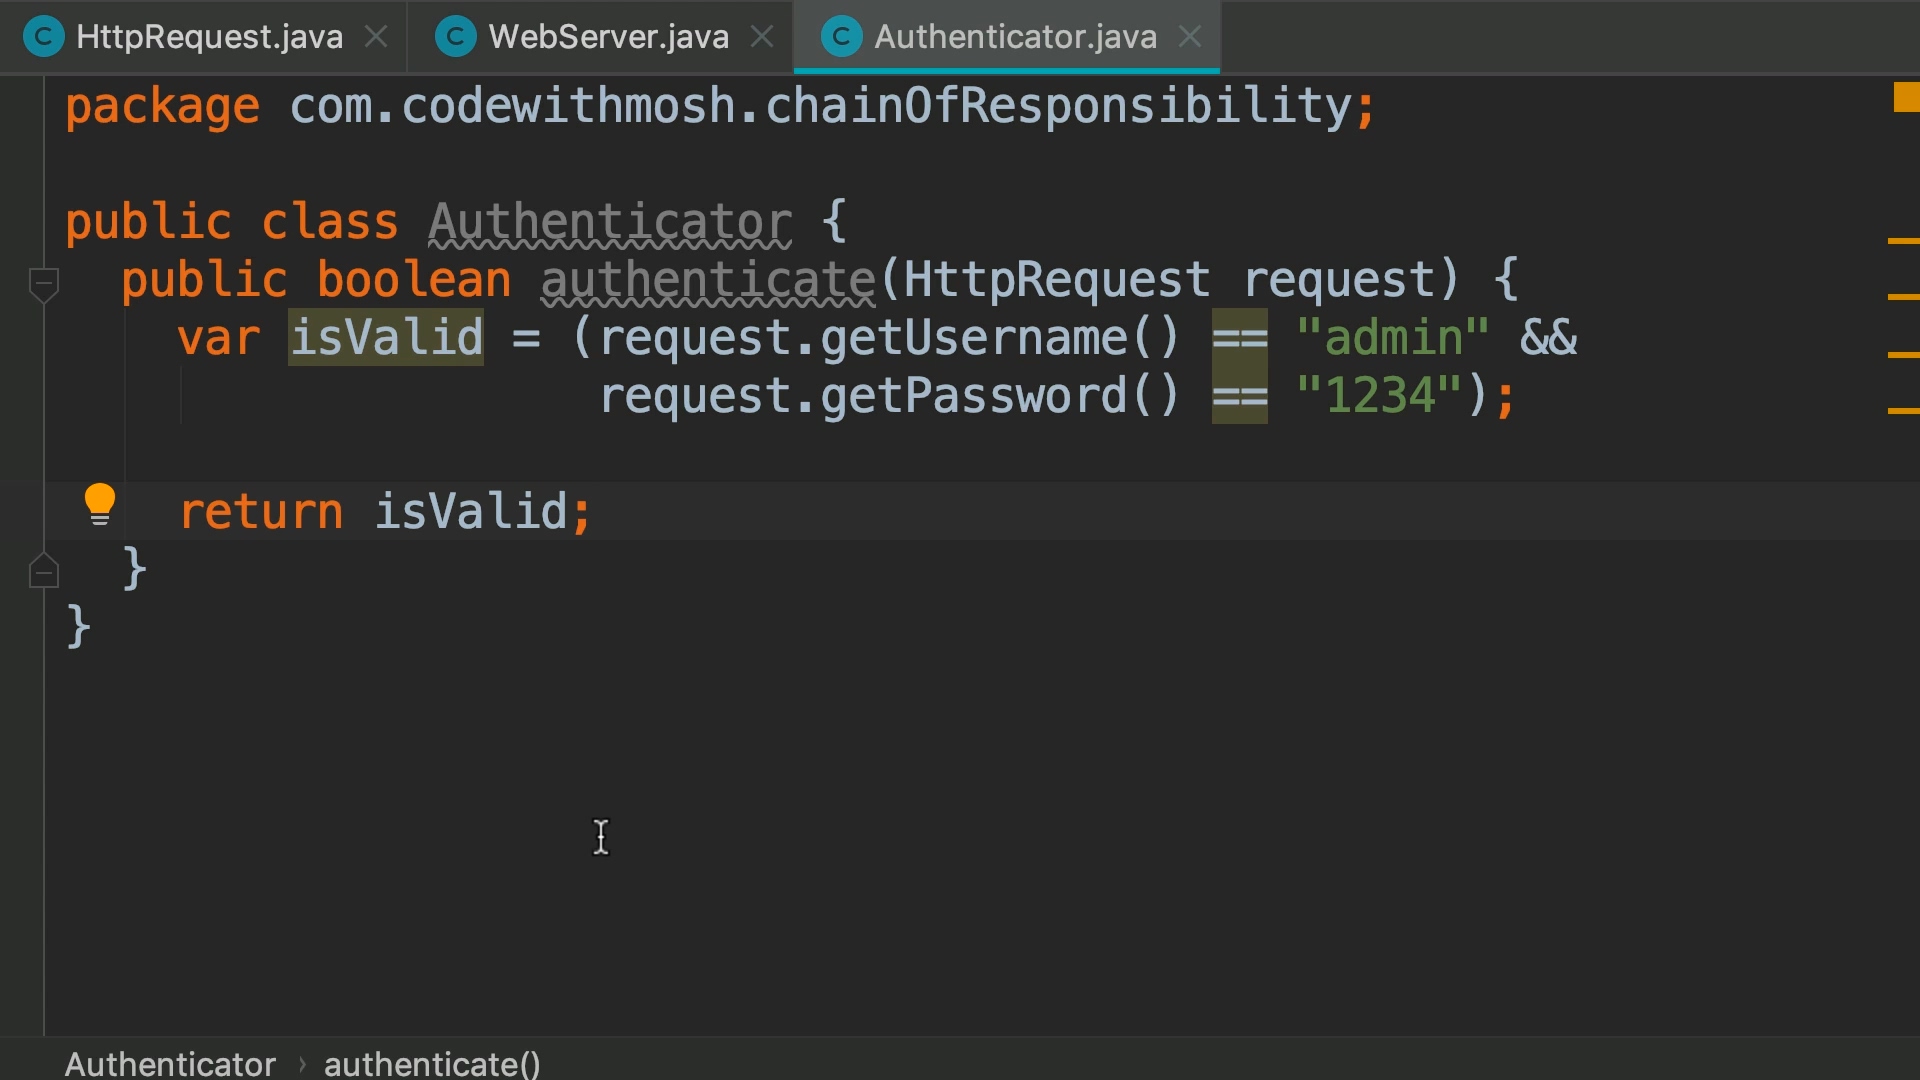 HttpRequest.java
WebServer.java
Authenticator.java
package com.codewithmosh.chainOfResponsibility;
public class Authenticator {
public boolean authenticate(HttpRequest request) {
var isValid = (request.getUsername() == "admin" &&
request.getPassword() == "1234");
return isValid;
}
}
Authenticator › authenticate()